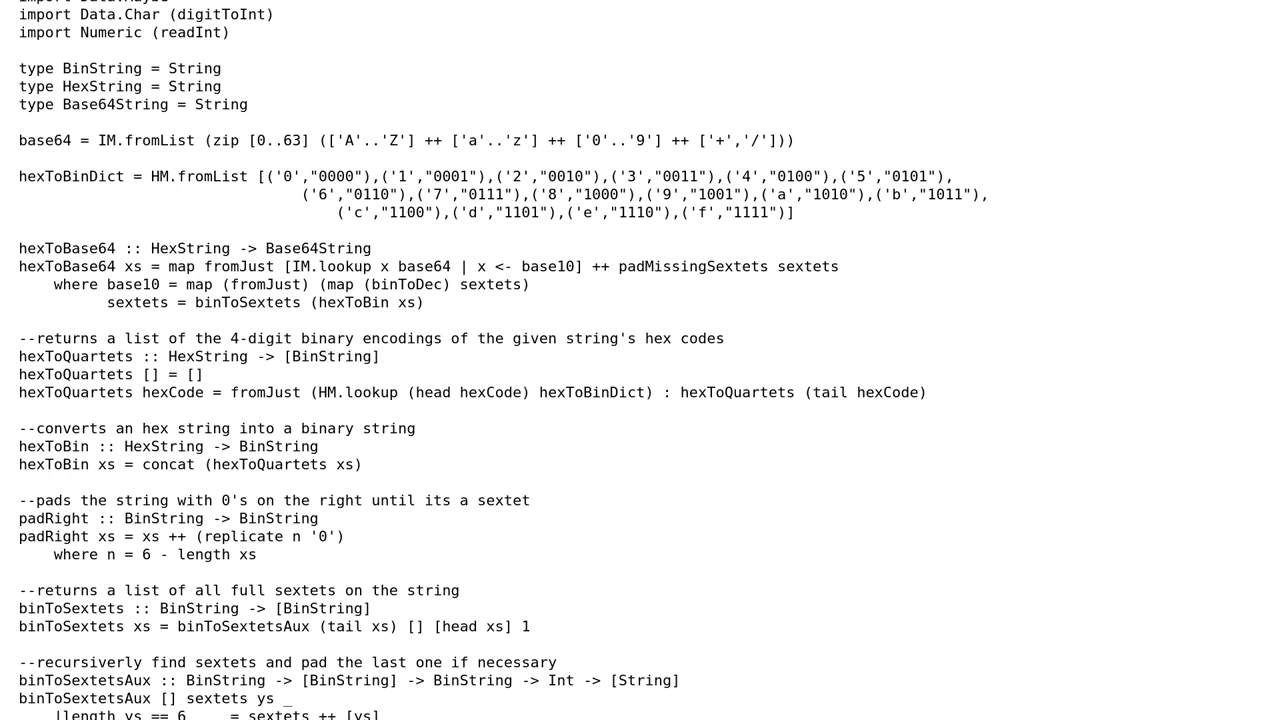 import Data.Maybe
import Data.Char (digitToInt)
import Numeric (readInt)
type BinString = String
type HexString = String
type Base64String = String
base64 = IM.fromList (zip [0..63] (['A'..'Z'] ++ ['a'..'z'] ++ ['0'..'9'] ++ ['+','/']))
hexToBinDict = HM.fromList [('0',"0000"),('1',"0001"),('2',"0010"),('3',"0011"),('4',"0100"),('5',"0101"),
('6',"0110"),('7',"0111"),('8',"1000"),('9',"1001"),('a',"1010"),('b',"1011"),
('c',"1100"),('d',"1101"),('e',"1110"),('f',"1111")]
hexToBase64 :: HexString -> Base64String
hexToBase64 xs = map fromJust [IM.lookup x base64 | x <- base10] ++ padMissingSextets sextets
where base10 = map (fromJust) (map (binToDec) sextets)
sextets = binToSextets (hexToBin xs)
--returns a list of the 4-digit binary encodings of the given string's hex codes
hexToQuartets :: HexString -> [BinString]
hexToQuartets [] = []
hexToQuartets hexCode = fromJust (HM.lookup (head hexCode) hexToBinDict) : hexToQuartets (tail hexCode)
--converts an hex string into a binary string
hexToBin :: HexString -> BinString
hexToBin xs = concat (hexToQuartets xs)
--pads the string with 0's on the right until its a sextet
padRight :: BinString -> BinString
padRight xs = xs ++ (replicate n '0')
where n = 6 - length xs
--returns a list of all full sextets on the string
binToSextets :: BinString -> [BinString]
binToSextets xs = binToSextetsAux (tail xs) [] [head xs] 1
--recursiverly find sextets and pad the last one if necessary
binToSextetsAux :: BinString -> [BinString] -> BinString -> Int -> [String]
binToSextetsAux [] sextets ys _
|length ys == 6 = sextets ++ [ys]